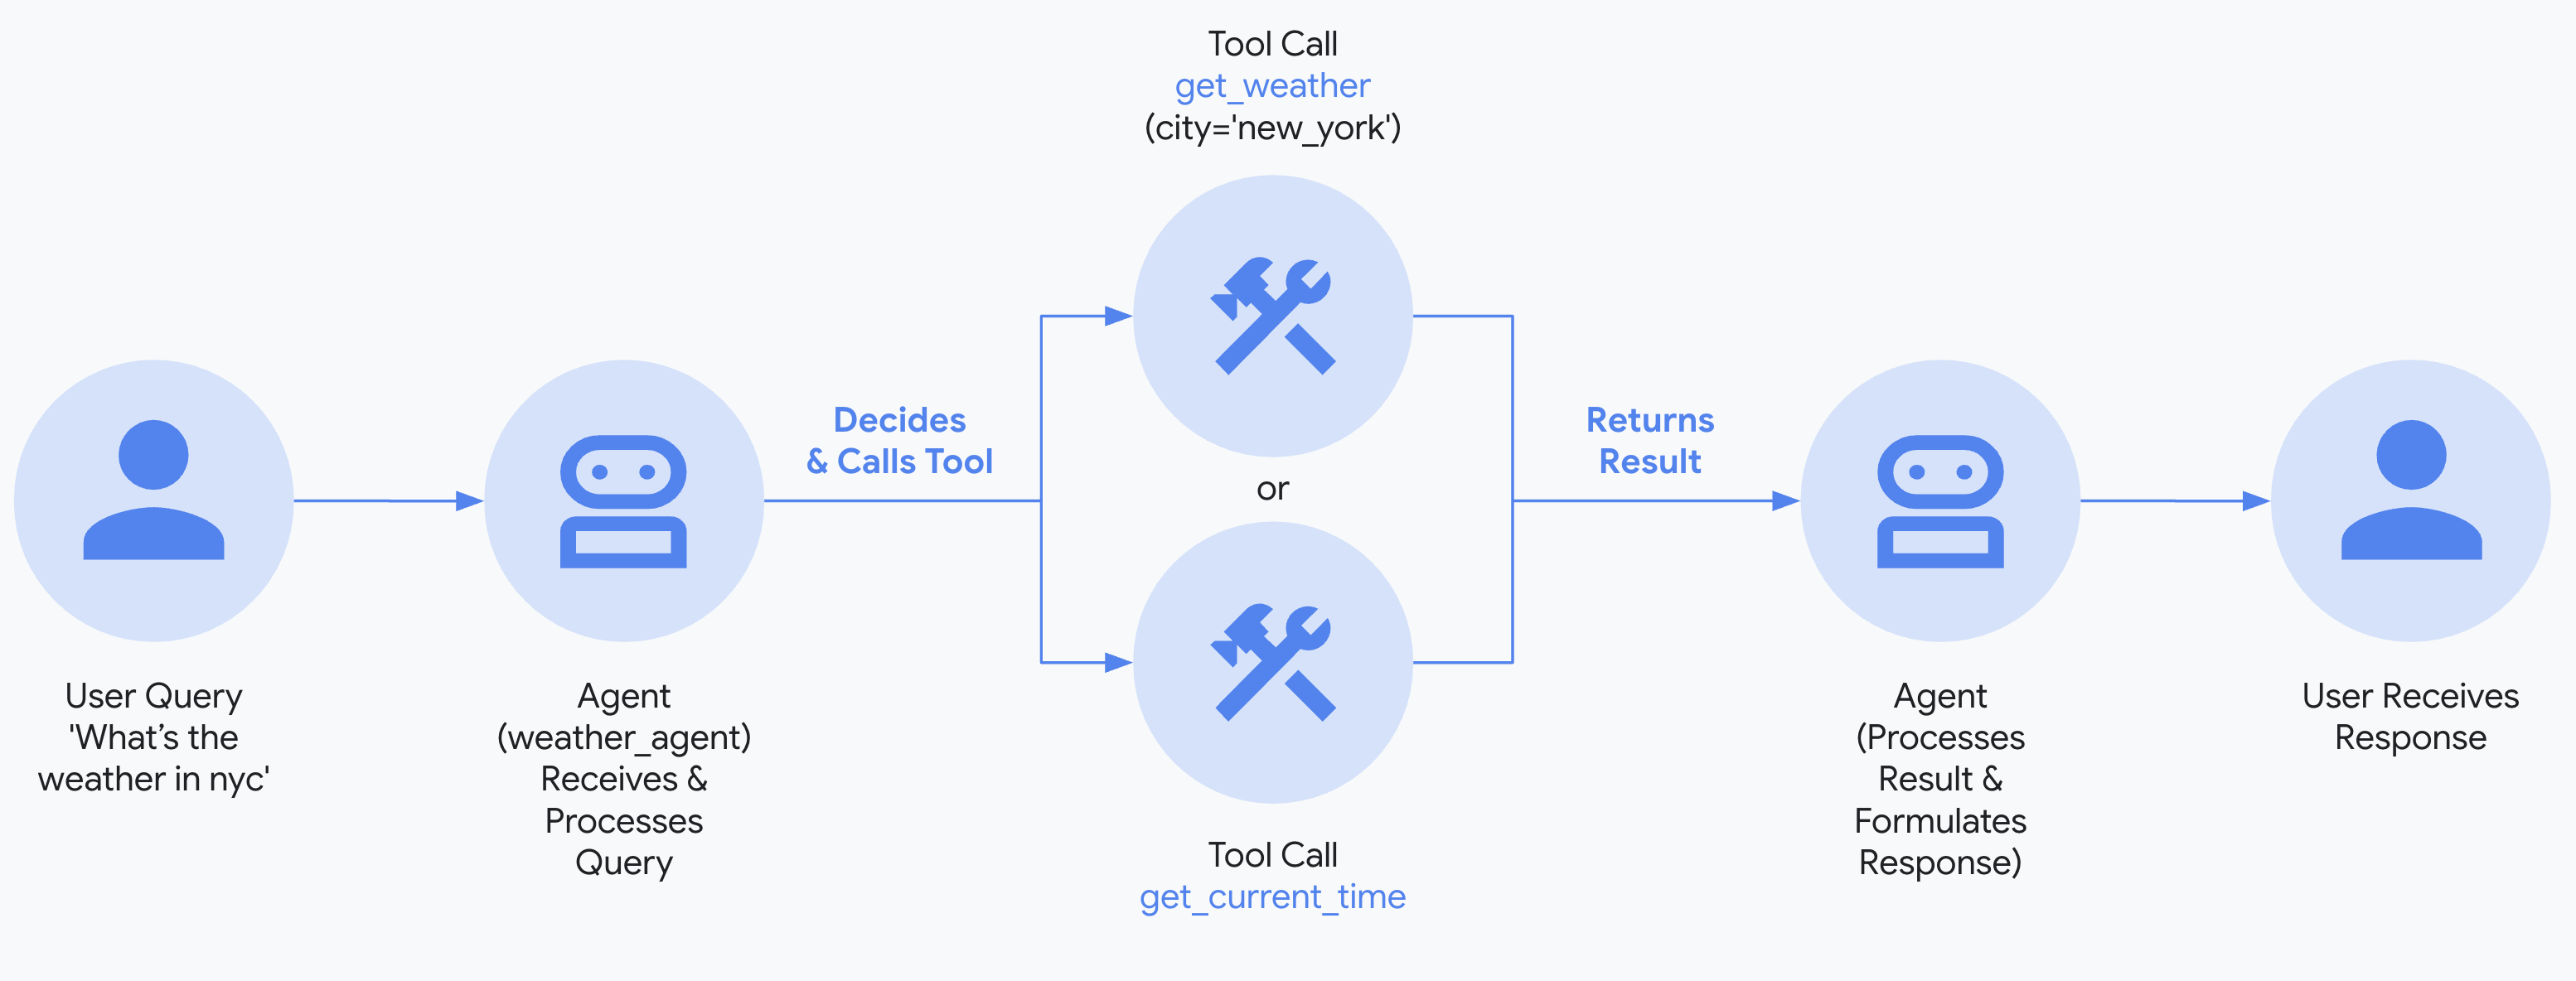 Tool Call
get_weather
(city='new_york')
Decides
& Calls Tool
or
Returns
Result
User Query
'What’s the
weather in nyc'
Agent
(weather_agent)
Receives &
Processes
Query
Tool Call
get_current_time
Agent
(Processes
Result &
Formulates
Response)
User Receives
Response